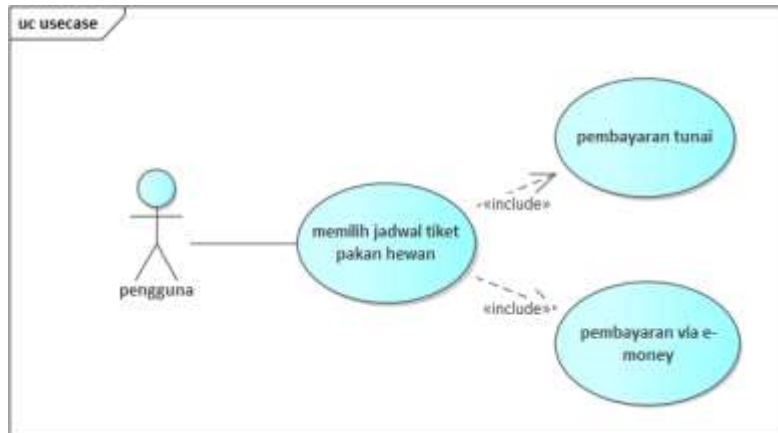 uc usecase
pembayaran tunai
«include»
memilih jadwal tiket
pakan hewan
pengguna
«include»
pembayaran via e-
money